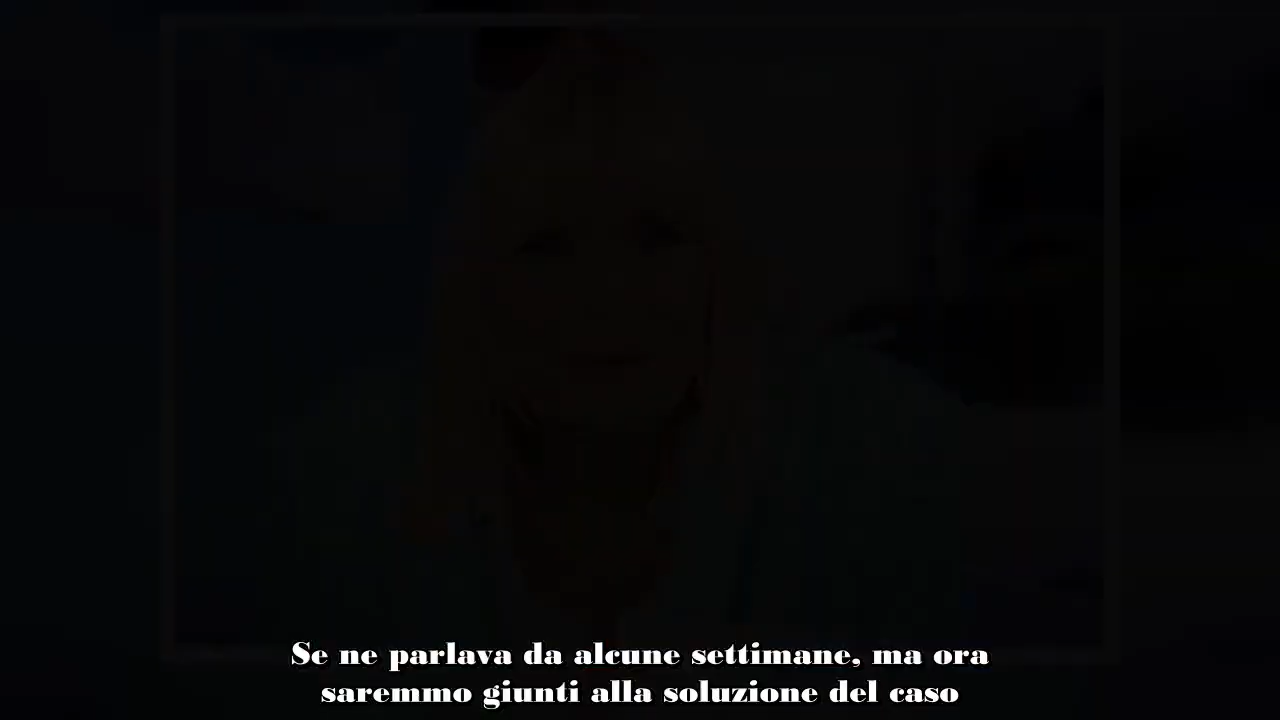 Se ne parlava da alcune settimane, ma ora
saremmo giunti alla soluzione del caso